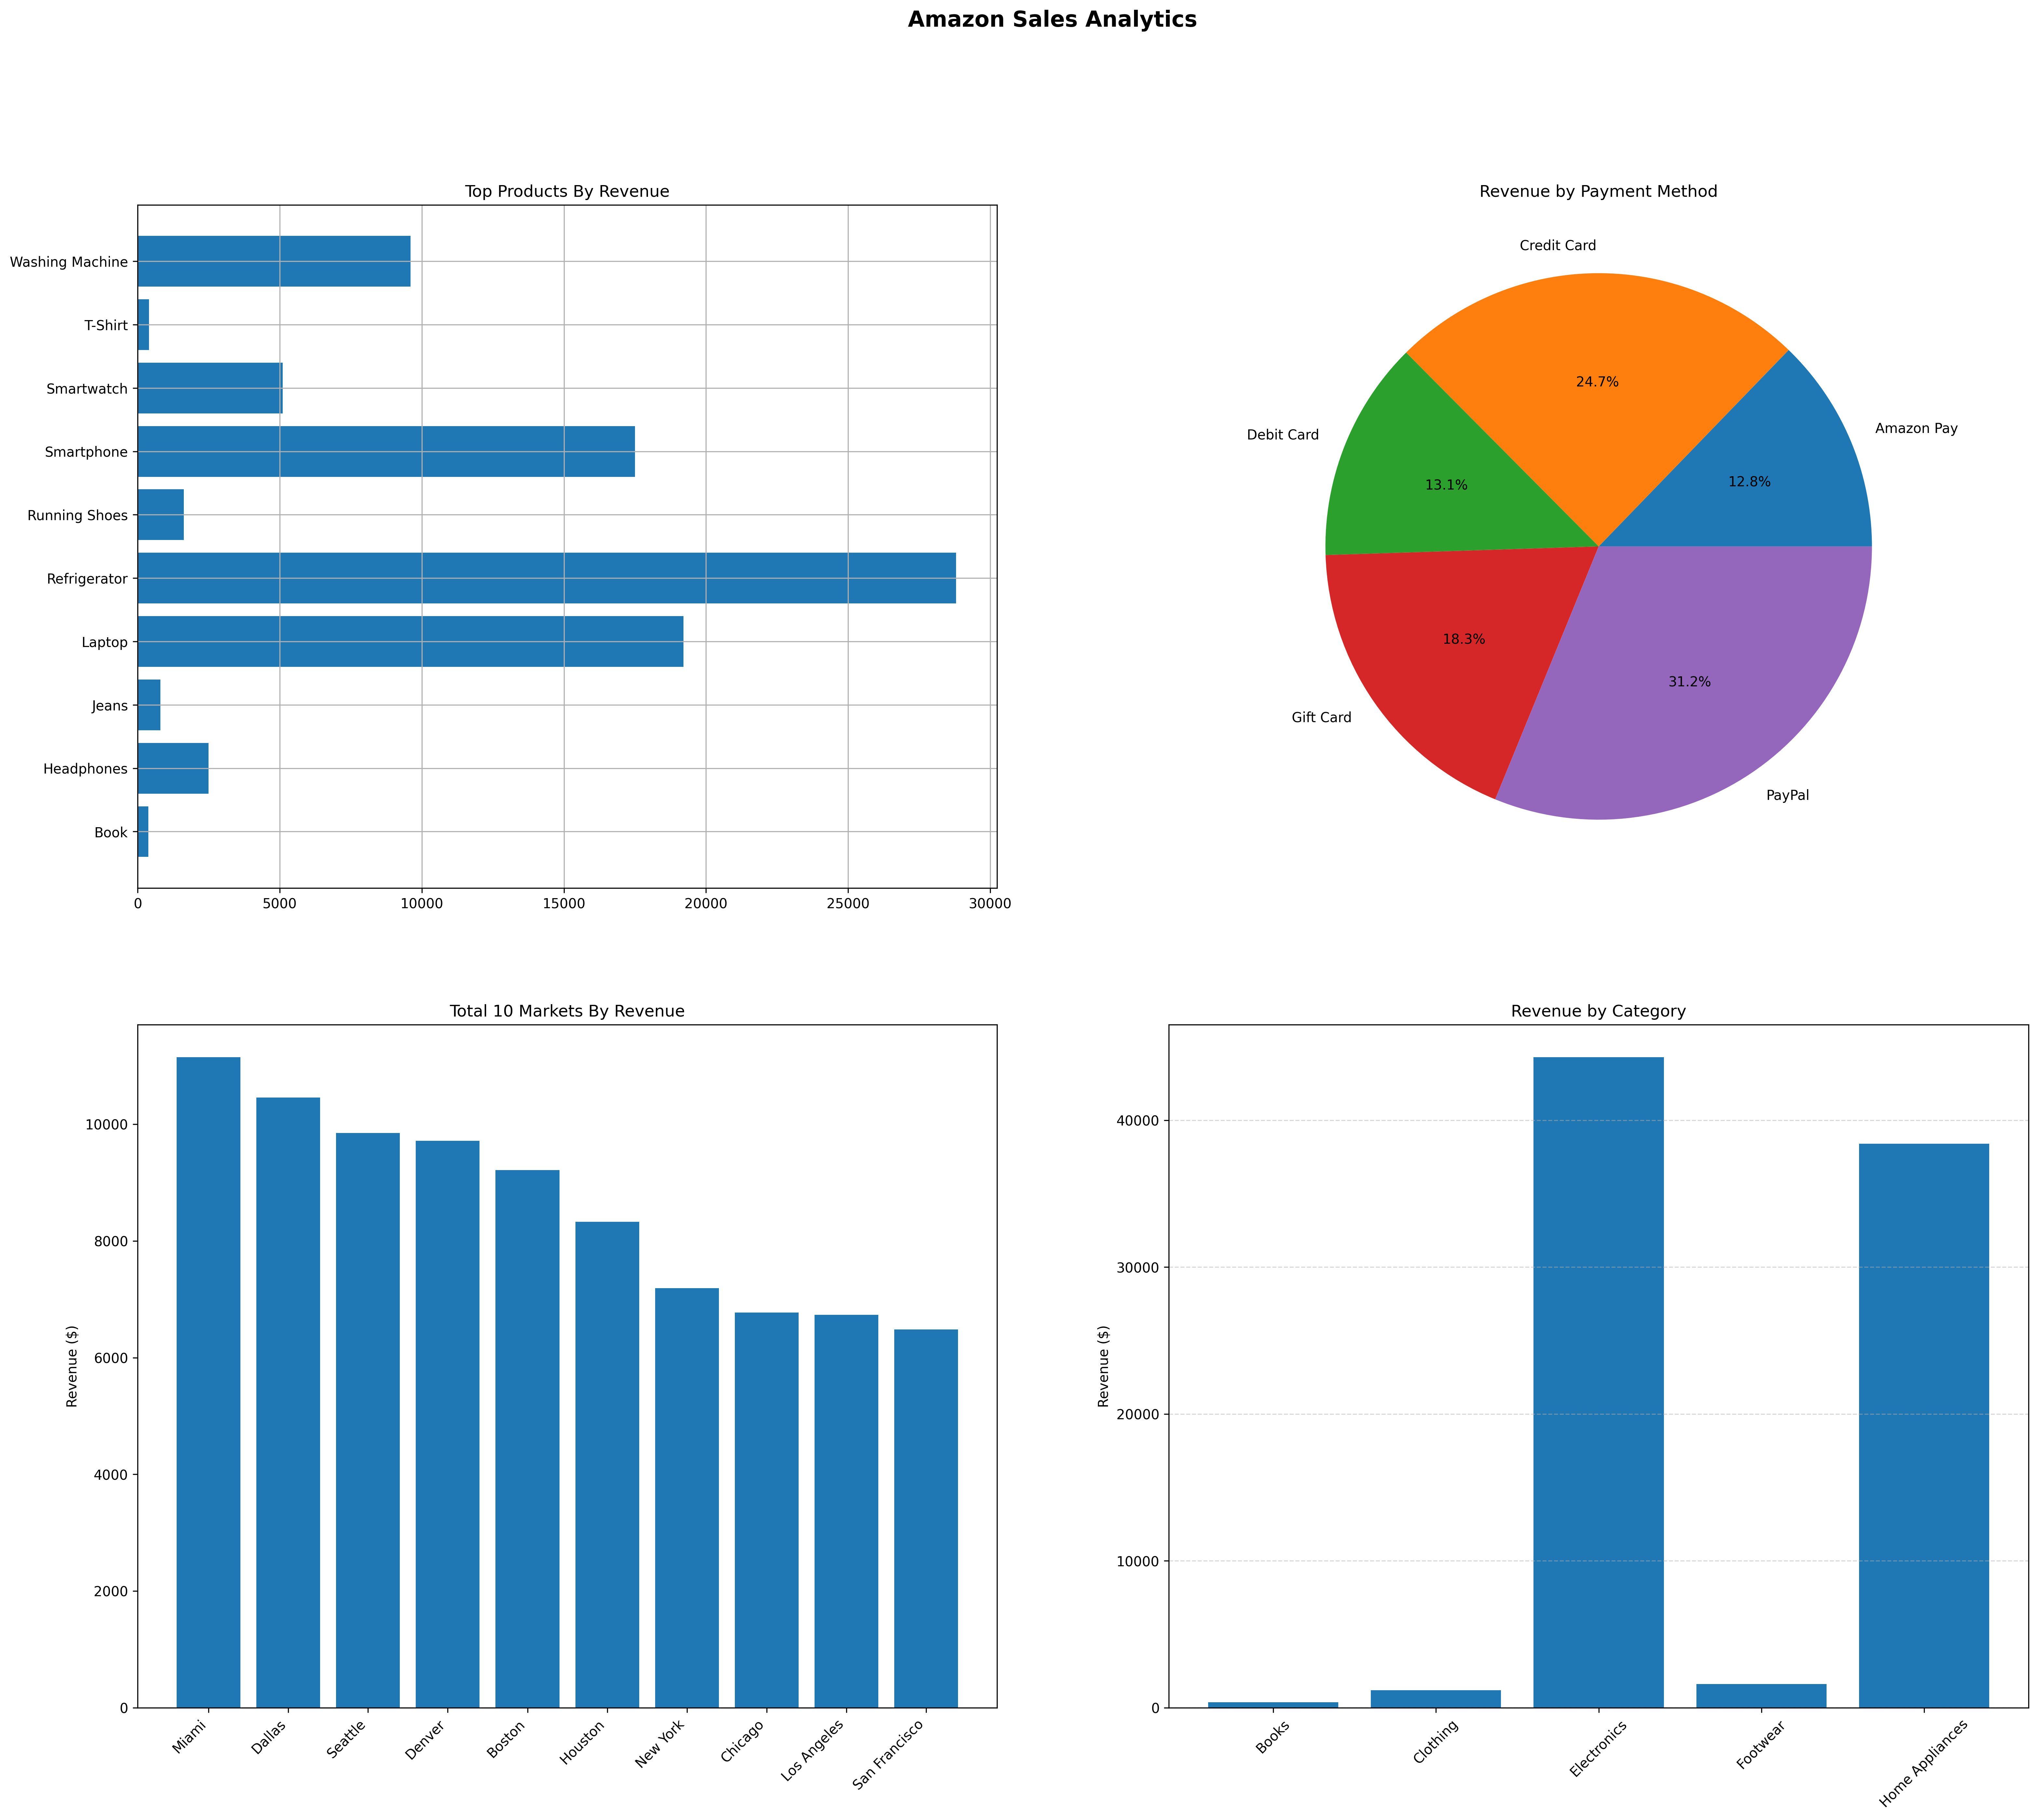 Amazon Sales Analytics
Top Products By Revenue
Washing Machine
T-Shirt
Smartwatch
Smartphone
Running Shoes
Refrigerator
Laptop
Jeans
Headphones
Book
0 5000 10000 15000 20000 25000 30000
Revenue by Payment Method
Credit Card
24.7%
Amazon Pay
12.8%
Debit Card
13.1%
18.3%
Gift Card
31.2%
PayPal
Total 10 Markets By Revenue
Revenue ($)
10000
8000
6000
4000
2000
0
Miami
Dallas
Seattle
Denver
Boston
Houston
New York
Chicago
Los Angeles
San Francisco
Revenue by Category
Revenue ($)
40000
30000
20000
10000
0
Books
Clothing
Electronics
Footwear
Home Appliances